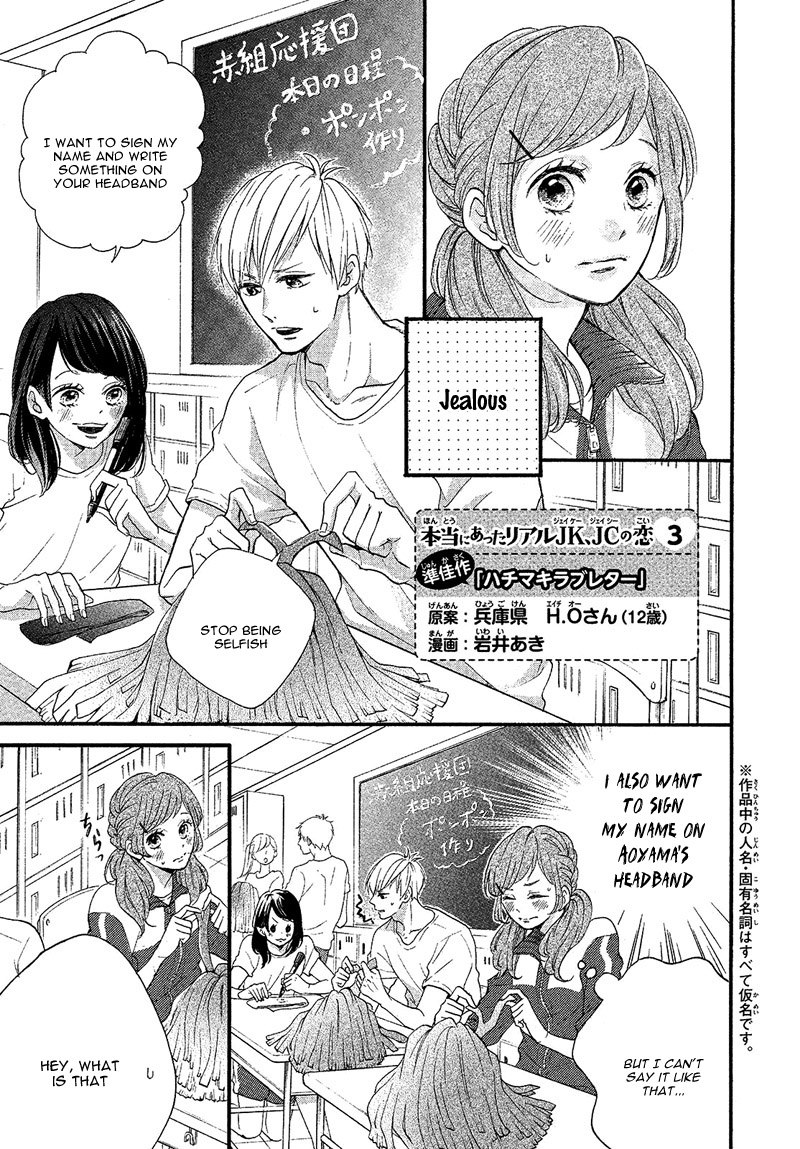 赤組応援団
本日の日程
・ポンポン
作り
I WANT TO SIGN MY
NAME AND WRITE
SOMETHING ON
YOUR HEADBAND
Jealous
本当にあったリアルJK、JCの恋 3
準佳作「ハチマキラブレター」
原案：兵庫県 H.Oさん（12歳）
漫画：岩井あき
STOP BEING
SELFISH
赤組応援団
本日の日程
ポンポン
作り
I ALSO WANT
TO SIGN
MY NAME ON
AOYAMA'S
HEADBAND
BUT I CAN'T
SAY IT LIKE
THAT...
ちらっ
HEY, WHAT
IS THAT
※作品中の人名・固有名詞はすべて仮名です。